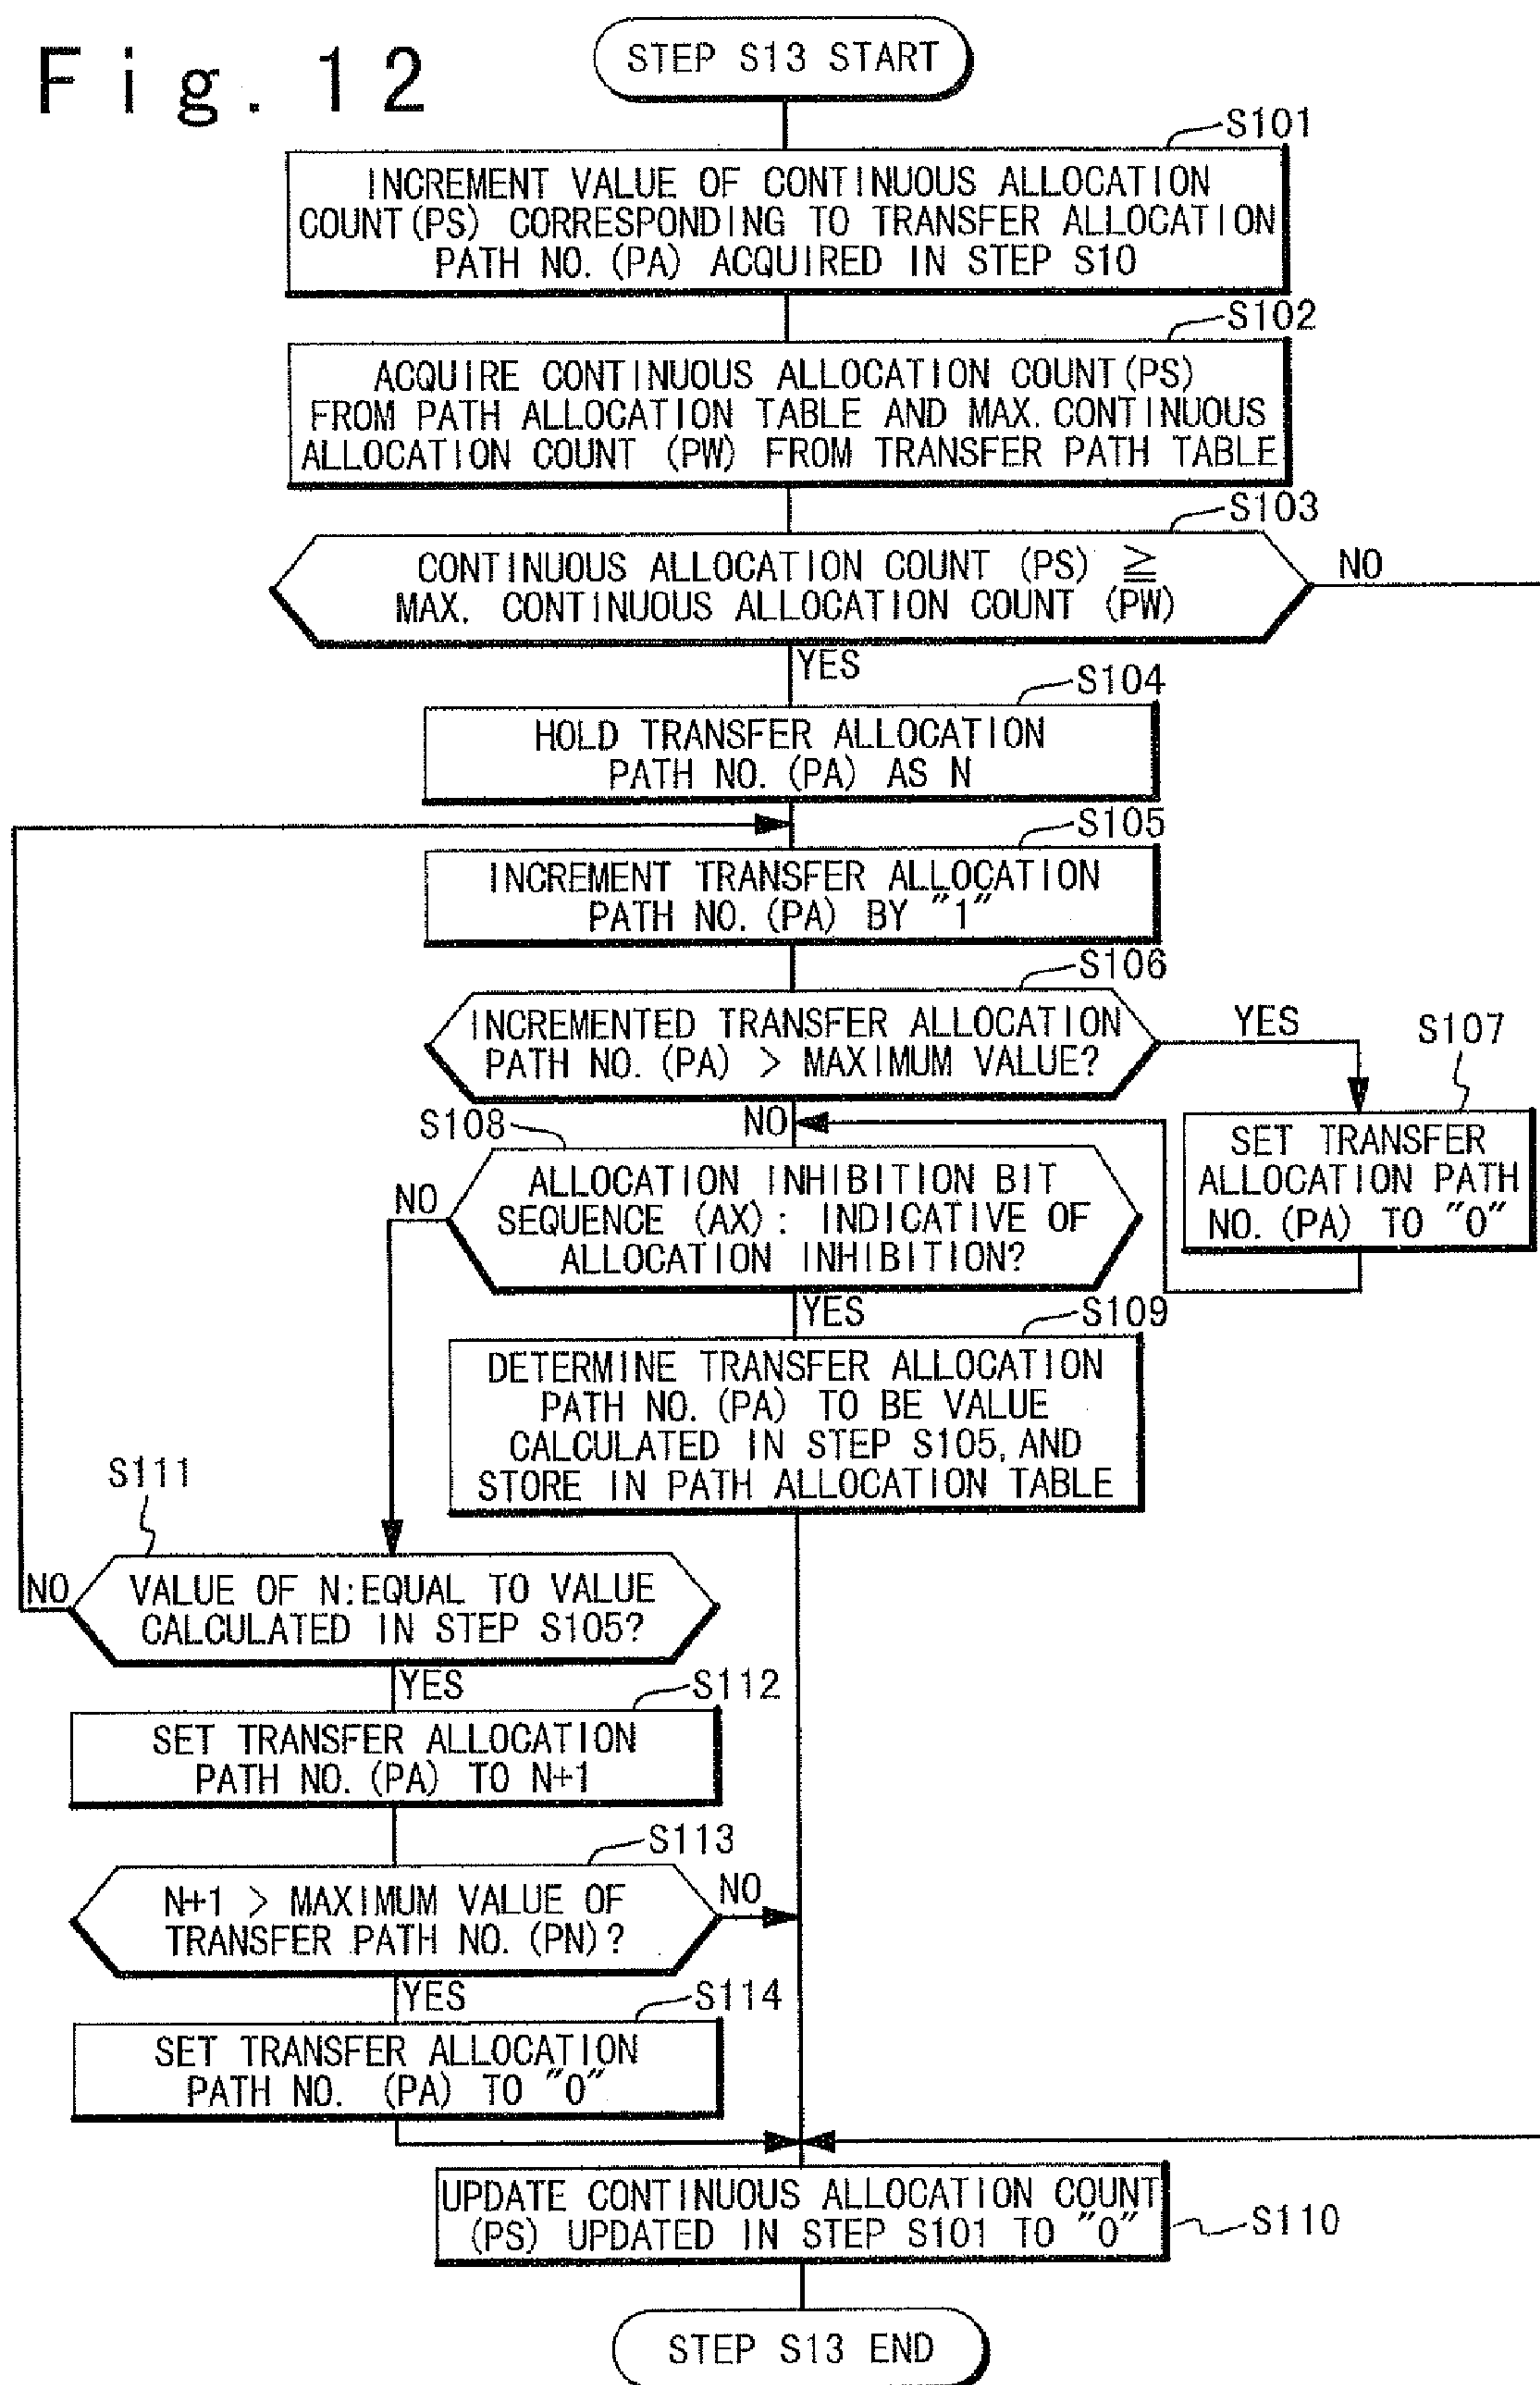 Fig. 12
STEP S13 START
S101
INCREMENT VALUE OF CONTINUOUS ALLOCATION
COUNT(PS) CORRESPONDING TO TRANSFER ALLOCATION
PATH NO.(PA) ACQUIRED IN STEP S10
S102
ACQUIRE CONTINUOUS ALLOCATION COUNT(PS)
FROM PATH ALLOCATION TABLE AND MAX. CONTINUOUS
ALLOCATION COUNT (PW) FROM TRANSFER PATH TABLE
S103
CONTINUOUS ALLOCATION COUNT (PS) ≧
MAX. CONTINUOUS ALLOCATION COUNT (PW)
NO
YES
S104
HOLD TRANSFER ALLOCATION
PATH NO.(PA) AS N
S105
INCREMENT TRANSFER ALLOCATION
PATH NO.(PA) BY "1"
S106
INCREMENTED TRANSFER ALLOCATION
PATH NO.(PA) > MAXIMUM VALUE?
YES
S107
SET TRANSFER
ALLOCATION PATH
NO.(PA) TO "0"
NO
S108
ALLOCATION INHIBITION BIT
SEQUENCE (AX): INDICATIVE OF
ALLOCATION INHIBITION?
NO
YES
S109
DETERMINE TRANSFER ALLOCATION
PATH NO.(PA) TO BE VALUE
CALCULATED IN STEP S105, AND
STORE IN PATH ALLOCATION TABLE
S111
VALUE OF N:EQUAL TO VALUE
CALCULATED IN STEP S105?
NO
YES
S112
SET TRANSFER ALLOCATION
PATH NO.(PA) TO N+1
S113
N+1 > MAXIMUM VALUE OF
TRANSFER PATH NO.(PN)?
NO
YES
S114
SET TRANSFER ALLOCATION
PATH NO. (PA) TO "0"
UPDATE CONTINUOUS ALLOCATION COUNT
(PS) UPDATED IN STEP S101 TO "0"
S110
STEP S13 END